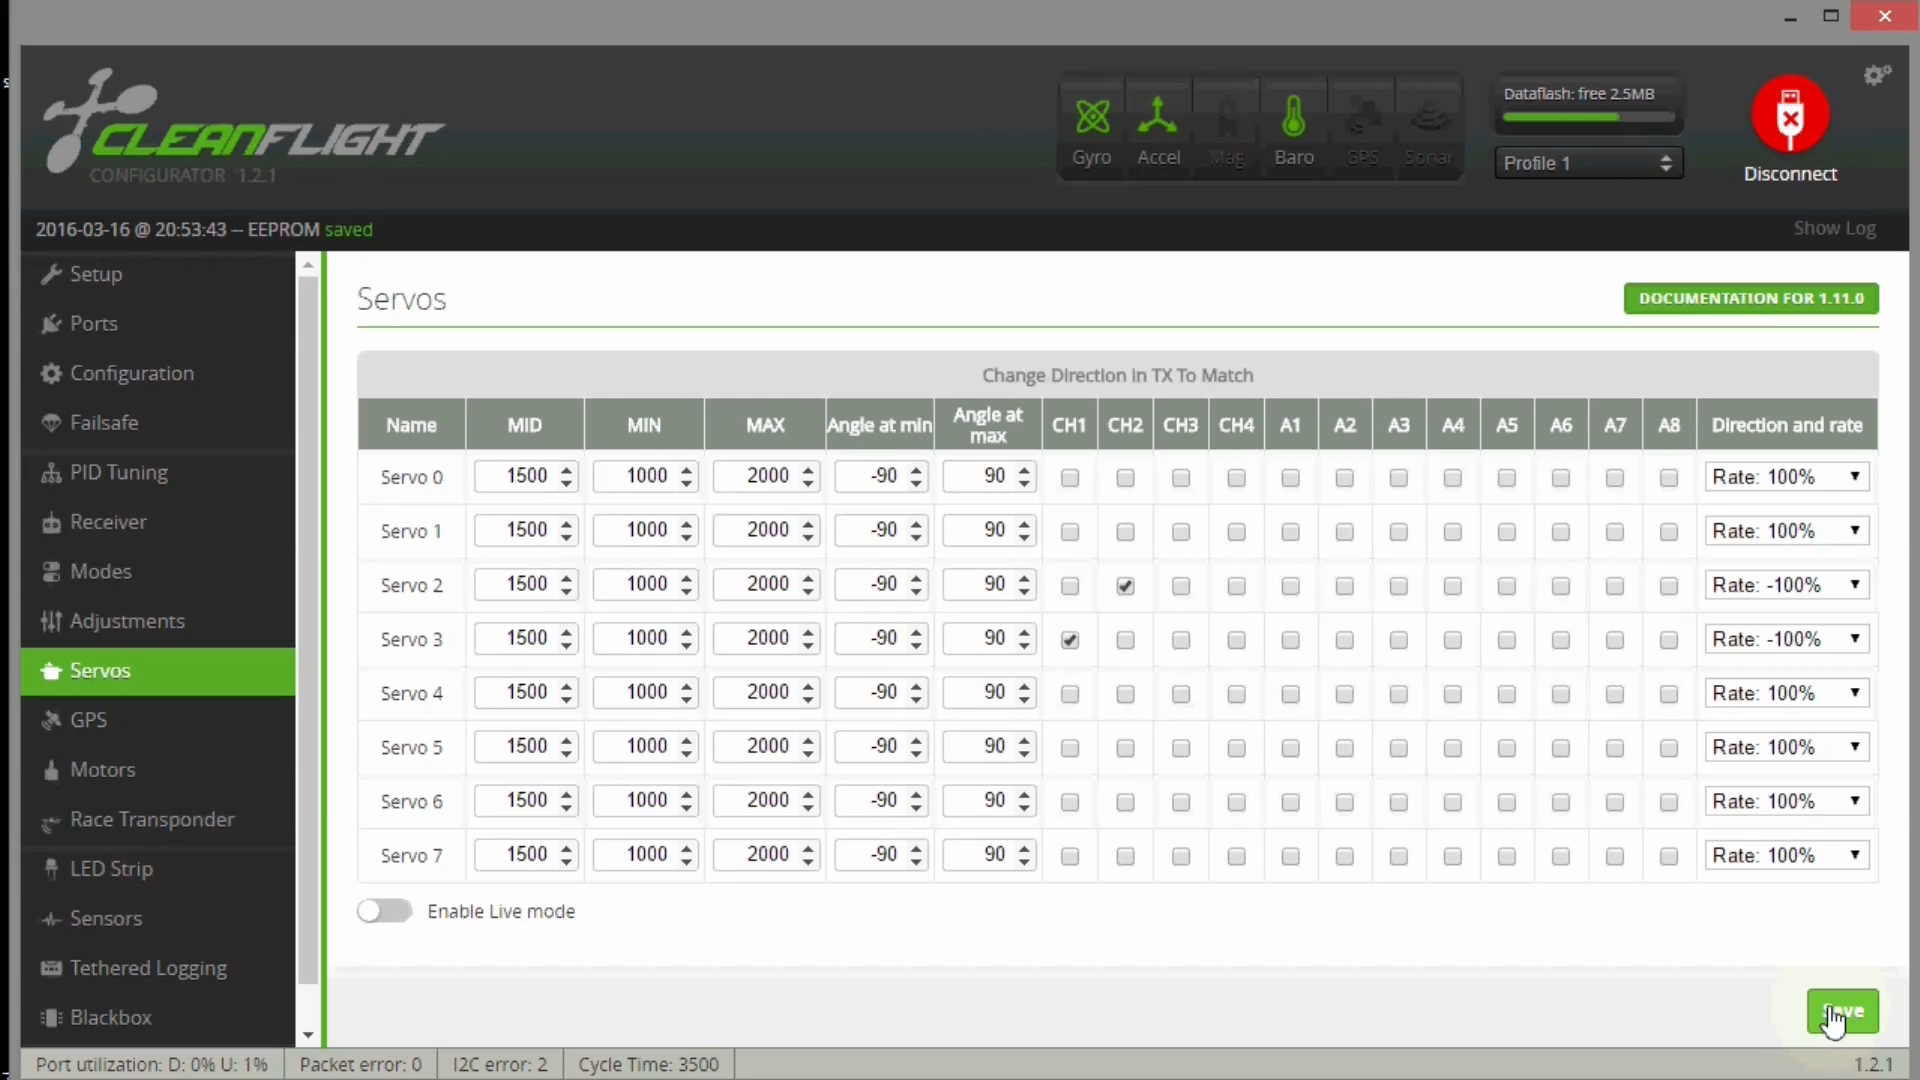 CLEANFLIGHT
CONFIGURATOR 1.2.1
Gyro Accel Mag Baro GPS Sonar
Dataflash: free 2.5MB
Profile 1
Disconnect
2016-03-16 @ 20:53:43 -- EEPROM saved
Show Log
Setup
Ports
Configuration
Failsafe
PID Tuning
Receiver
Modes
Adjustments
Servos
GPS
Motors
Race Transponder
LED Strip
Sensors
Tethered Logging
Blackbox
Servos
DOCUMENTATION FOR 1.11.0
Change Direction in TX To Match
Name MID MIN MAX Angle at min Angle at max CH1 CH2 CH3 CH4 A1 A2 A3 A4 A5 A6 A7 A8 Direction and rate
Servo 0 1500 1000 2000 -90 90 Rate: 100%
Servo 1 1500 1000 2000 -90 90 Rate: 100%
Servo 2 1500 1000 2000 -90 90 Rate: -100%
Servo 3 1500 1000 2000 -90 90 Rate: -100%
Servo 4 1500 1000 2000 -90 90 Rate: 100%
Servo 5 1500 1000 2000 -90 90 Rate: 100%
Servo 6 1500 1000 2000 -90 90 Rate: 100%
Servo 7 1500 1000 2000 -90 90 Rate: 100%
Enable Live mode
Save
Port utilization: D: 0% U: 1% Packet error: 0 I2C error: 2 Cycle Time: 3500 1.2.1